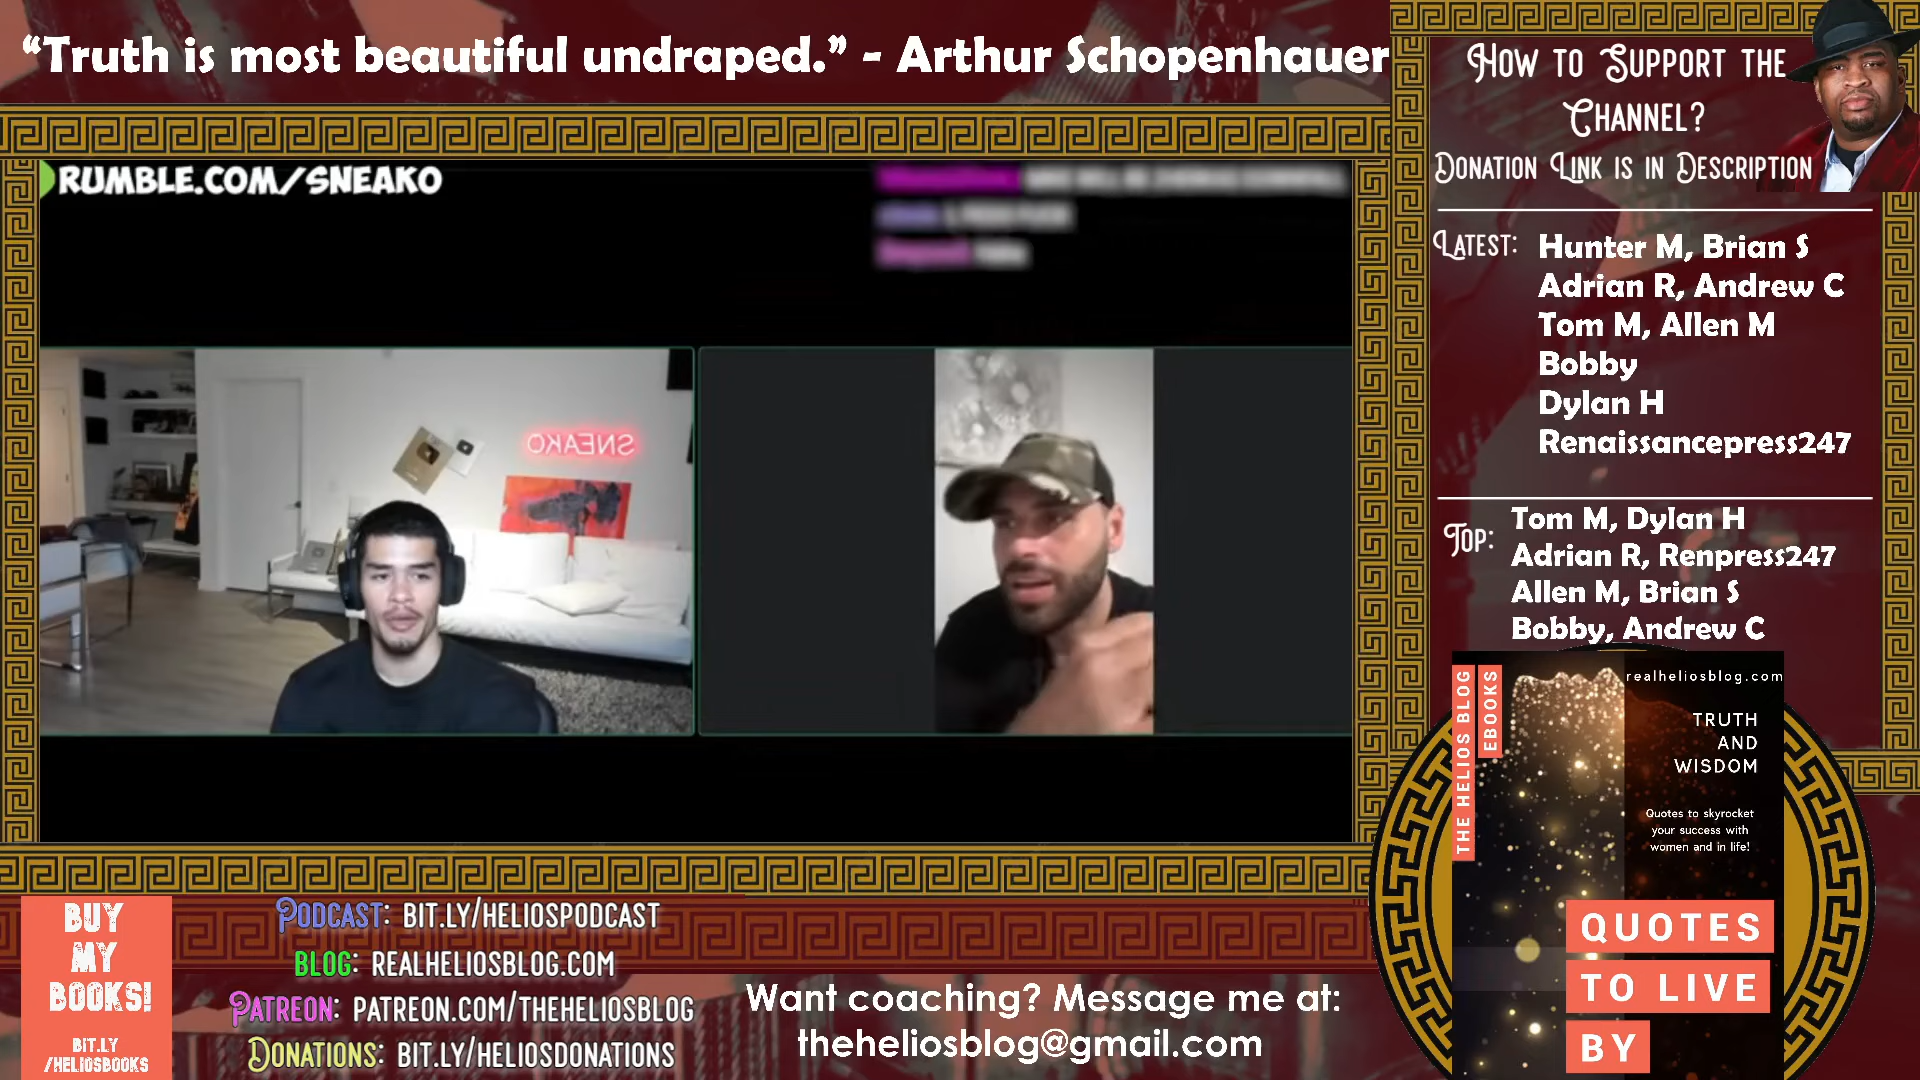 “Truth is most beautiful undraped.” - Arthur Schopenhauer
RUMBLE.COM/SNEAKO
SNEAKO
How to Support the
Channel?
Donation Link is in Description
Latest:
Hunter M, Brian S
Adrian R, Andrew C
Tom M, Allen M
Bobby
Dylan H
Renaissancepress247
Top:
Tom M, Dylan H
Adrian R, Renpress247
Allen M, Brian S
Bobby, Andrew C
THE HELIOS BLOG
EBOOKS
realheliosblog.com
TRUTH
AND
WISDOM
Quotes to skyrocket
your success with
women and in life!
QUOTES
TO LIVE
BY
BUY
MY
BOOKS!
BIT.LY
/HELIOSBOOKS
Podcast: BIT.LY/HELIOSPODCAST
BLOG: REALHELIOSBLOG.COM
Patreon: PATREON.COM/THEHELIOSBLOG
Donations: BIT.LY/HELIOSDONATIONS
Want coaching? Message me at:
theheliosblog@gmail.com